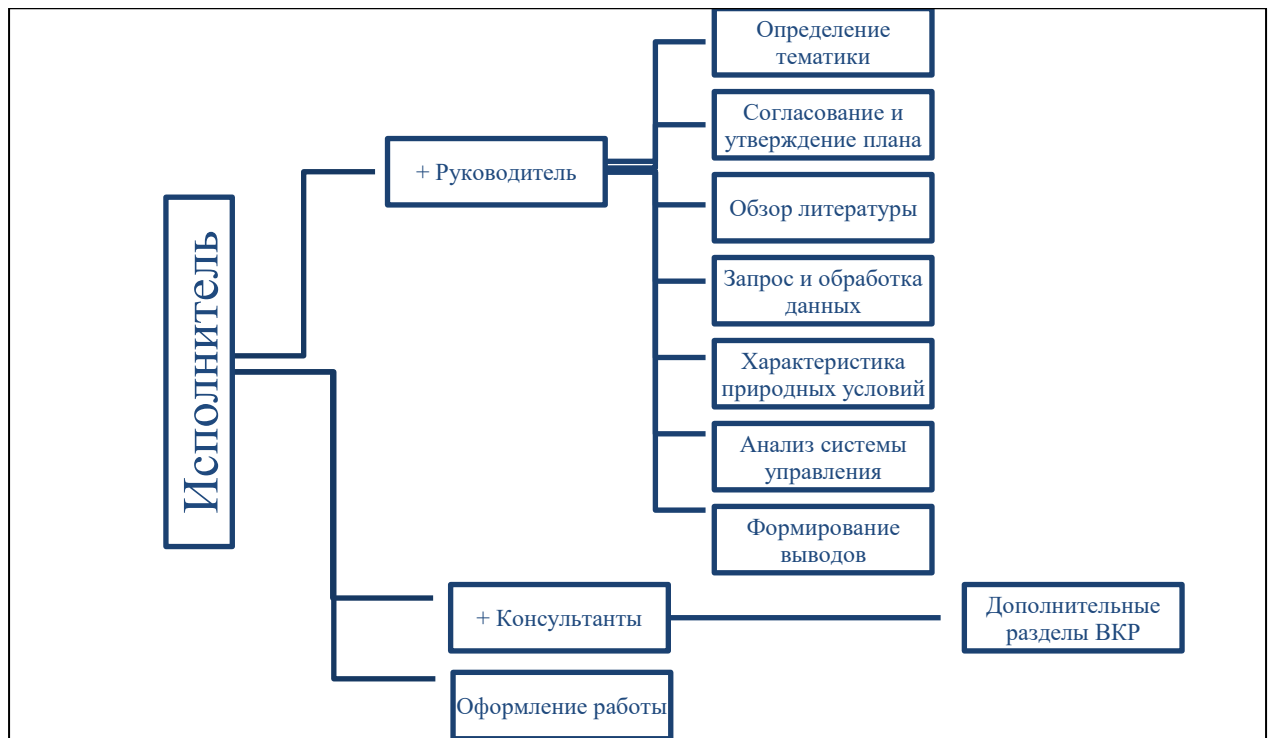 Исполнитель
+ Руководитель
Определение
тематики
Согласование и
утверждение плана
Обзор литературы
Запрос и обработка
данных
Характеристика
природных условий
Анализ системы
управления
Формирование
выводов
+ Консультанты
Дополнительные
разделы ВКР
Оформление работы